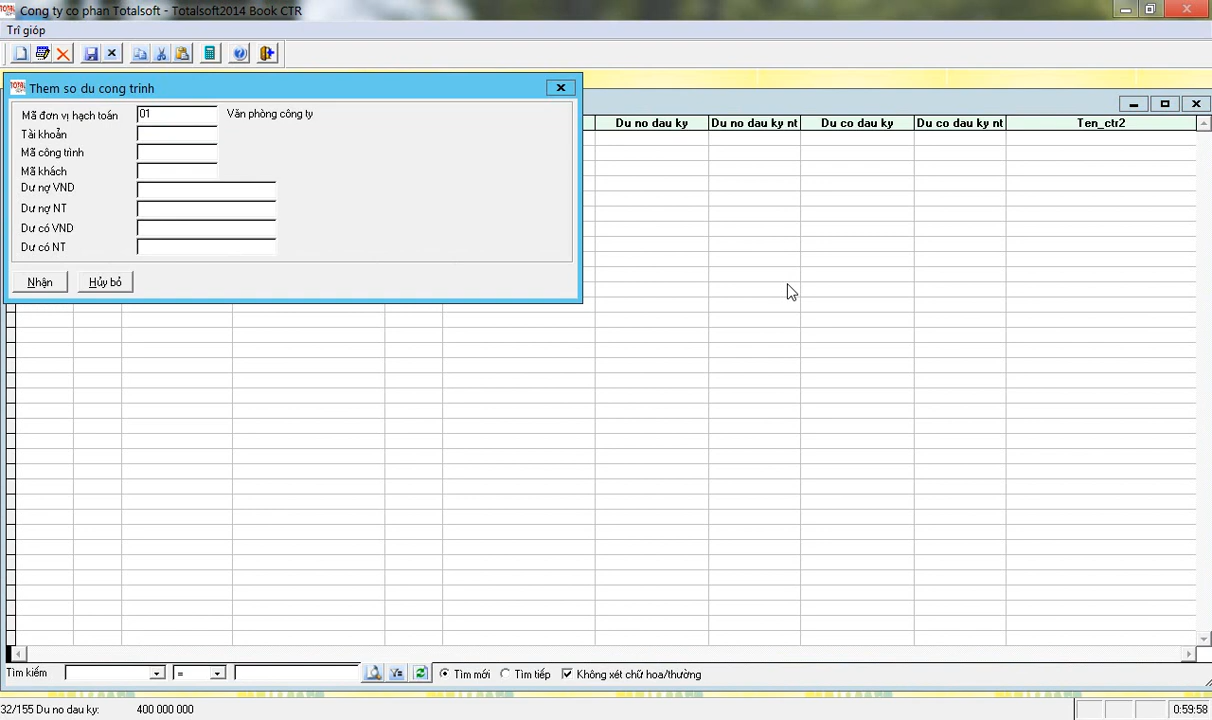 Cong ty co phan Totalsoft - Totalsoft2014 Book CTR
Trî gióp
TOTAL Them so du cong trinh
Mã đơn vị hạch toán 01 Văn phòng công ty
Tài khoản
Mã công trình
Mã khách
Dư nợ VND
Dư nợ NT
Dư có VND
Dư có NT
Nhận Hủy bỏ
Du no dau ky Du no dau ky nt Du co dau ky Du co dau ky nt Ten_ctr2
Tìm kiếm = Tìm mới Tìm tiếp Không xét chữ hoa/thường
32/155 Du no dau ky: 400 000 000 0:59:58